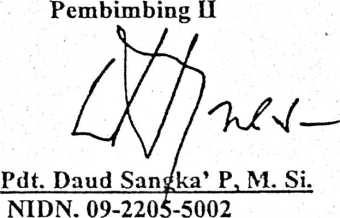 Pembimbing II
Pdt. Daud Sangka' P, M. Si.
NIDN. 09-2205-5002